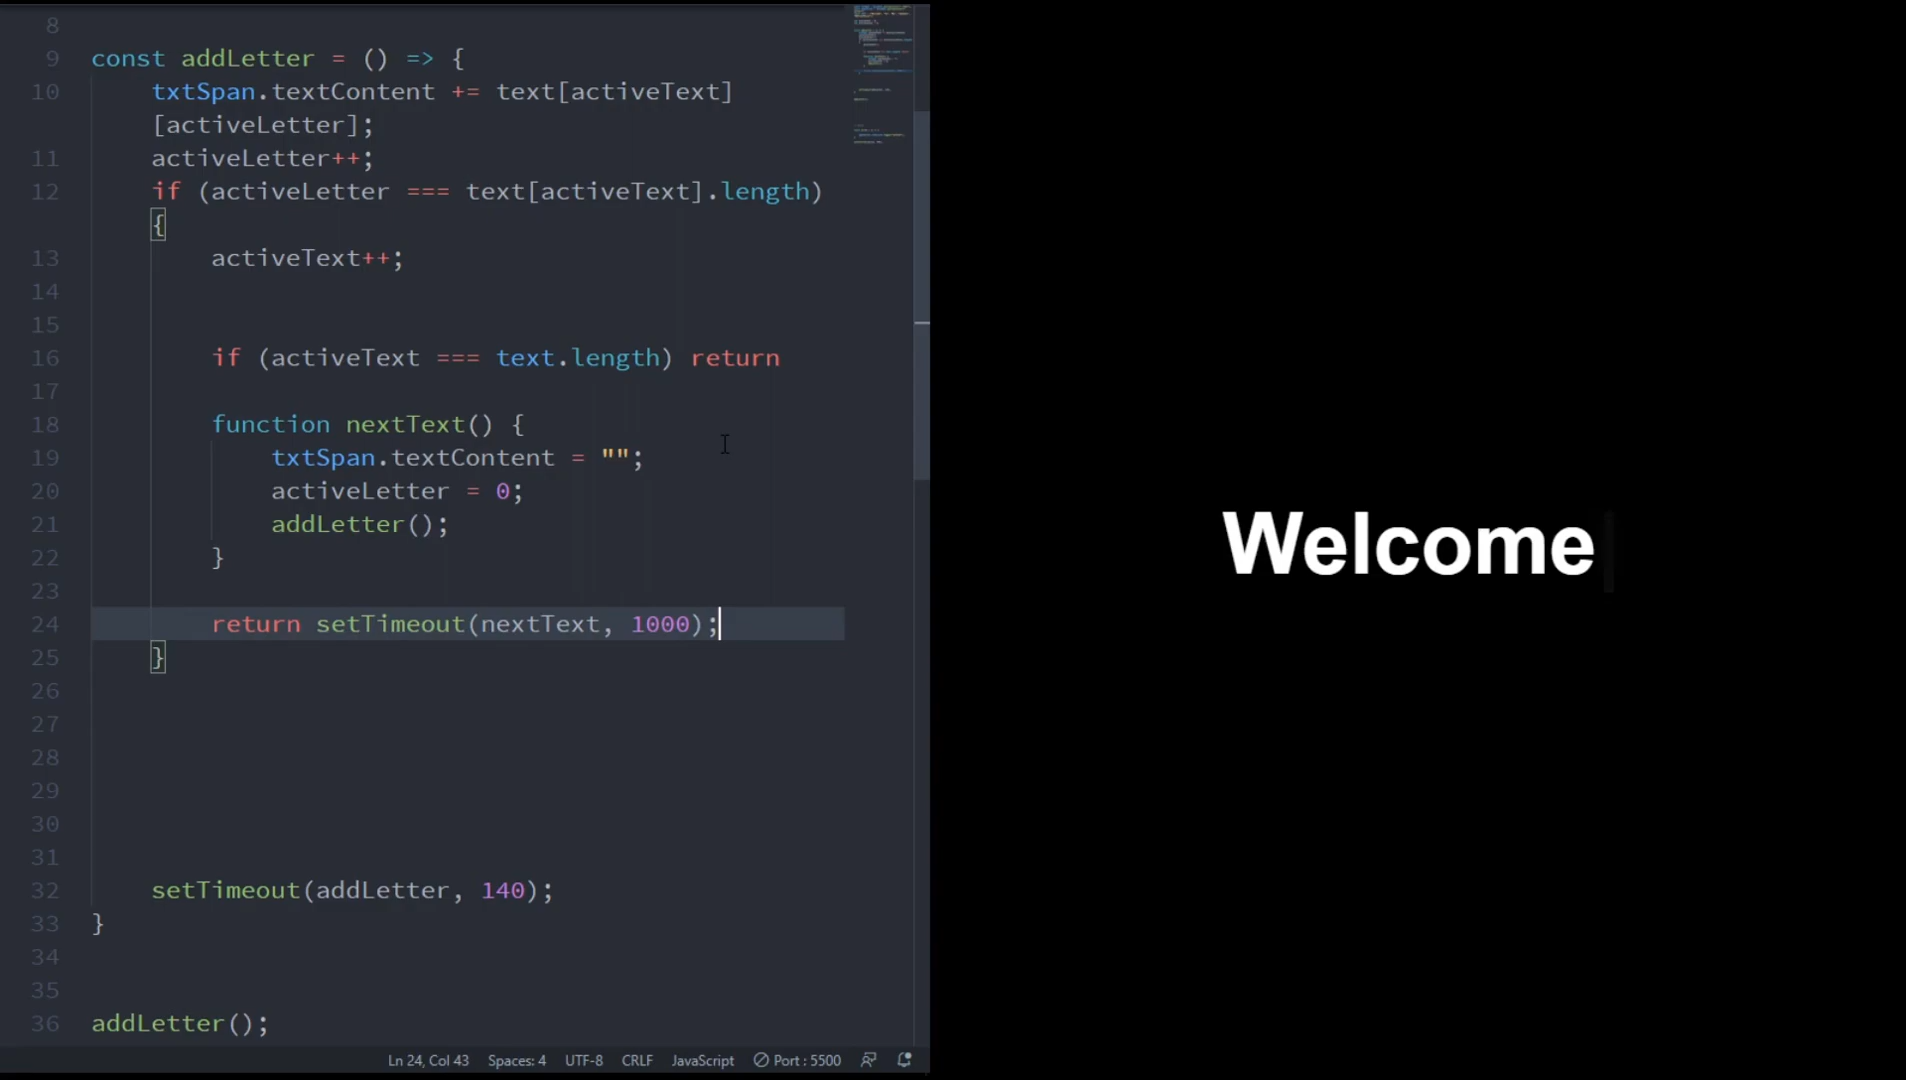 8
9 const addLetter = () => {
10 txtSpan.textContent += text[activeText]
[activeLetter];
11 activeLetter++;
12 if (activeLetter === text[activeText].length)
{
13 activeText++;
14
15
16 if (activeText === text.length) return
17
18 function nextText() {
19 txtSpan.textContent = "";
20 activeLetter = 0;
21 addLetter();
22 }
23
24 return setTimeout(nextText, 1000);
25 }
26
27
28
29
30
31
32 setTimeout(addLetter, 140);
33 }
34
35
36 addLetter();
Ln 24, Col 43 Spaces: 4 UTF-8 CRLF JavaScript Port : 5500
Welcome